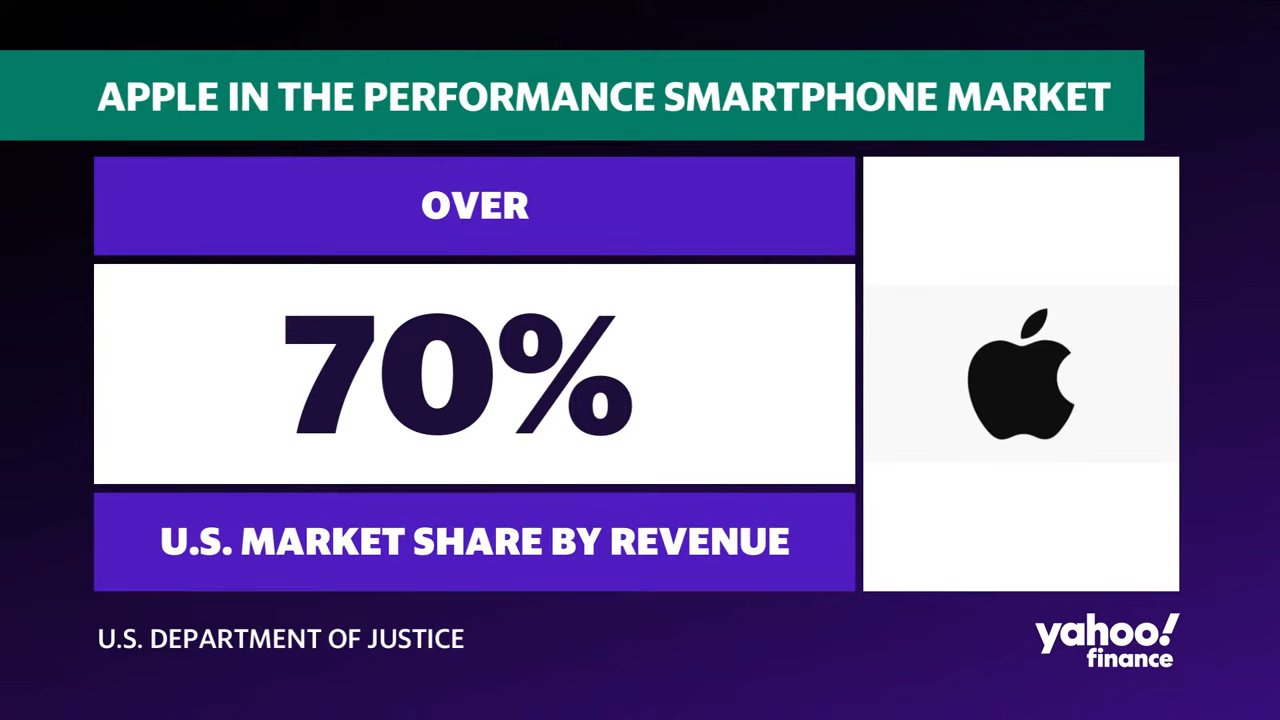 APPLE IN THE PERFORMANCE SMARTPHONE MARKET
OVER
70%
U.S. MARKET SHARE BY REVENUE
U.S. DEPARTMENT OF JUSTICE
yahoo!
finance